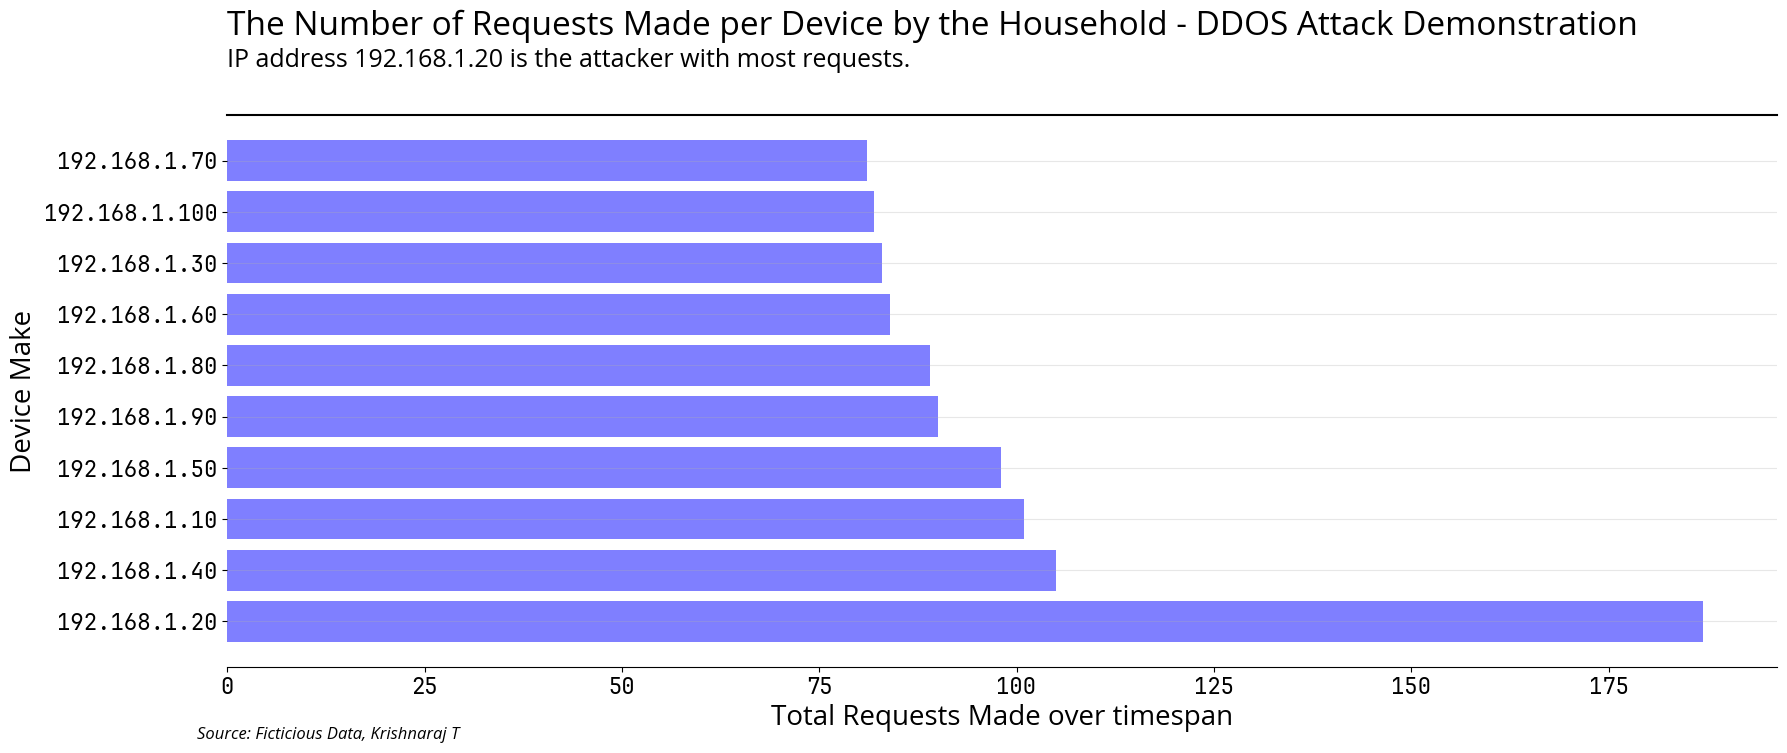 The Number of Requests Made per Device by the Household - DDOS Attack Demonstration
IP address 192.168.1.20 is the attacker with most requests.
Device Make
192.168.1.70
192.168.1.100
192.168.1.30
192.168.1.60
192.168.1.80
192.168.1.90
192.168.1.50
192.168.1.10
192.168.1.40
192.168.1.20
0 25 50 75 100 125 150 175
Total Requests Made over timespan
Source: Ficticious Data, Krishnaraj T